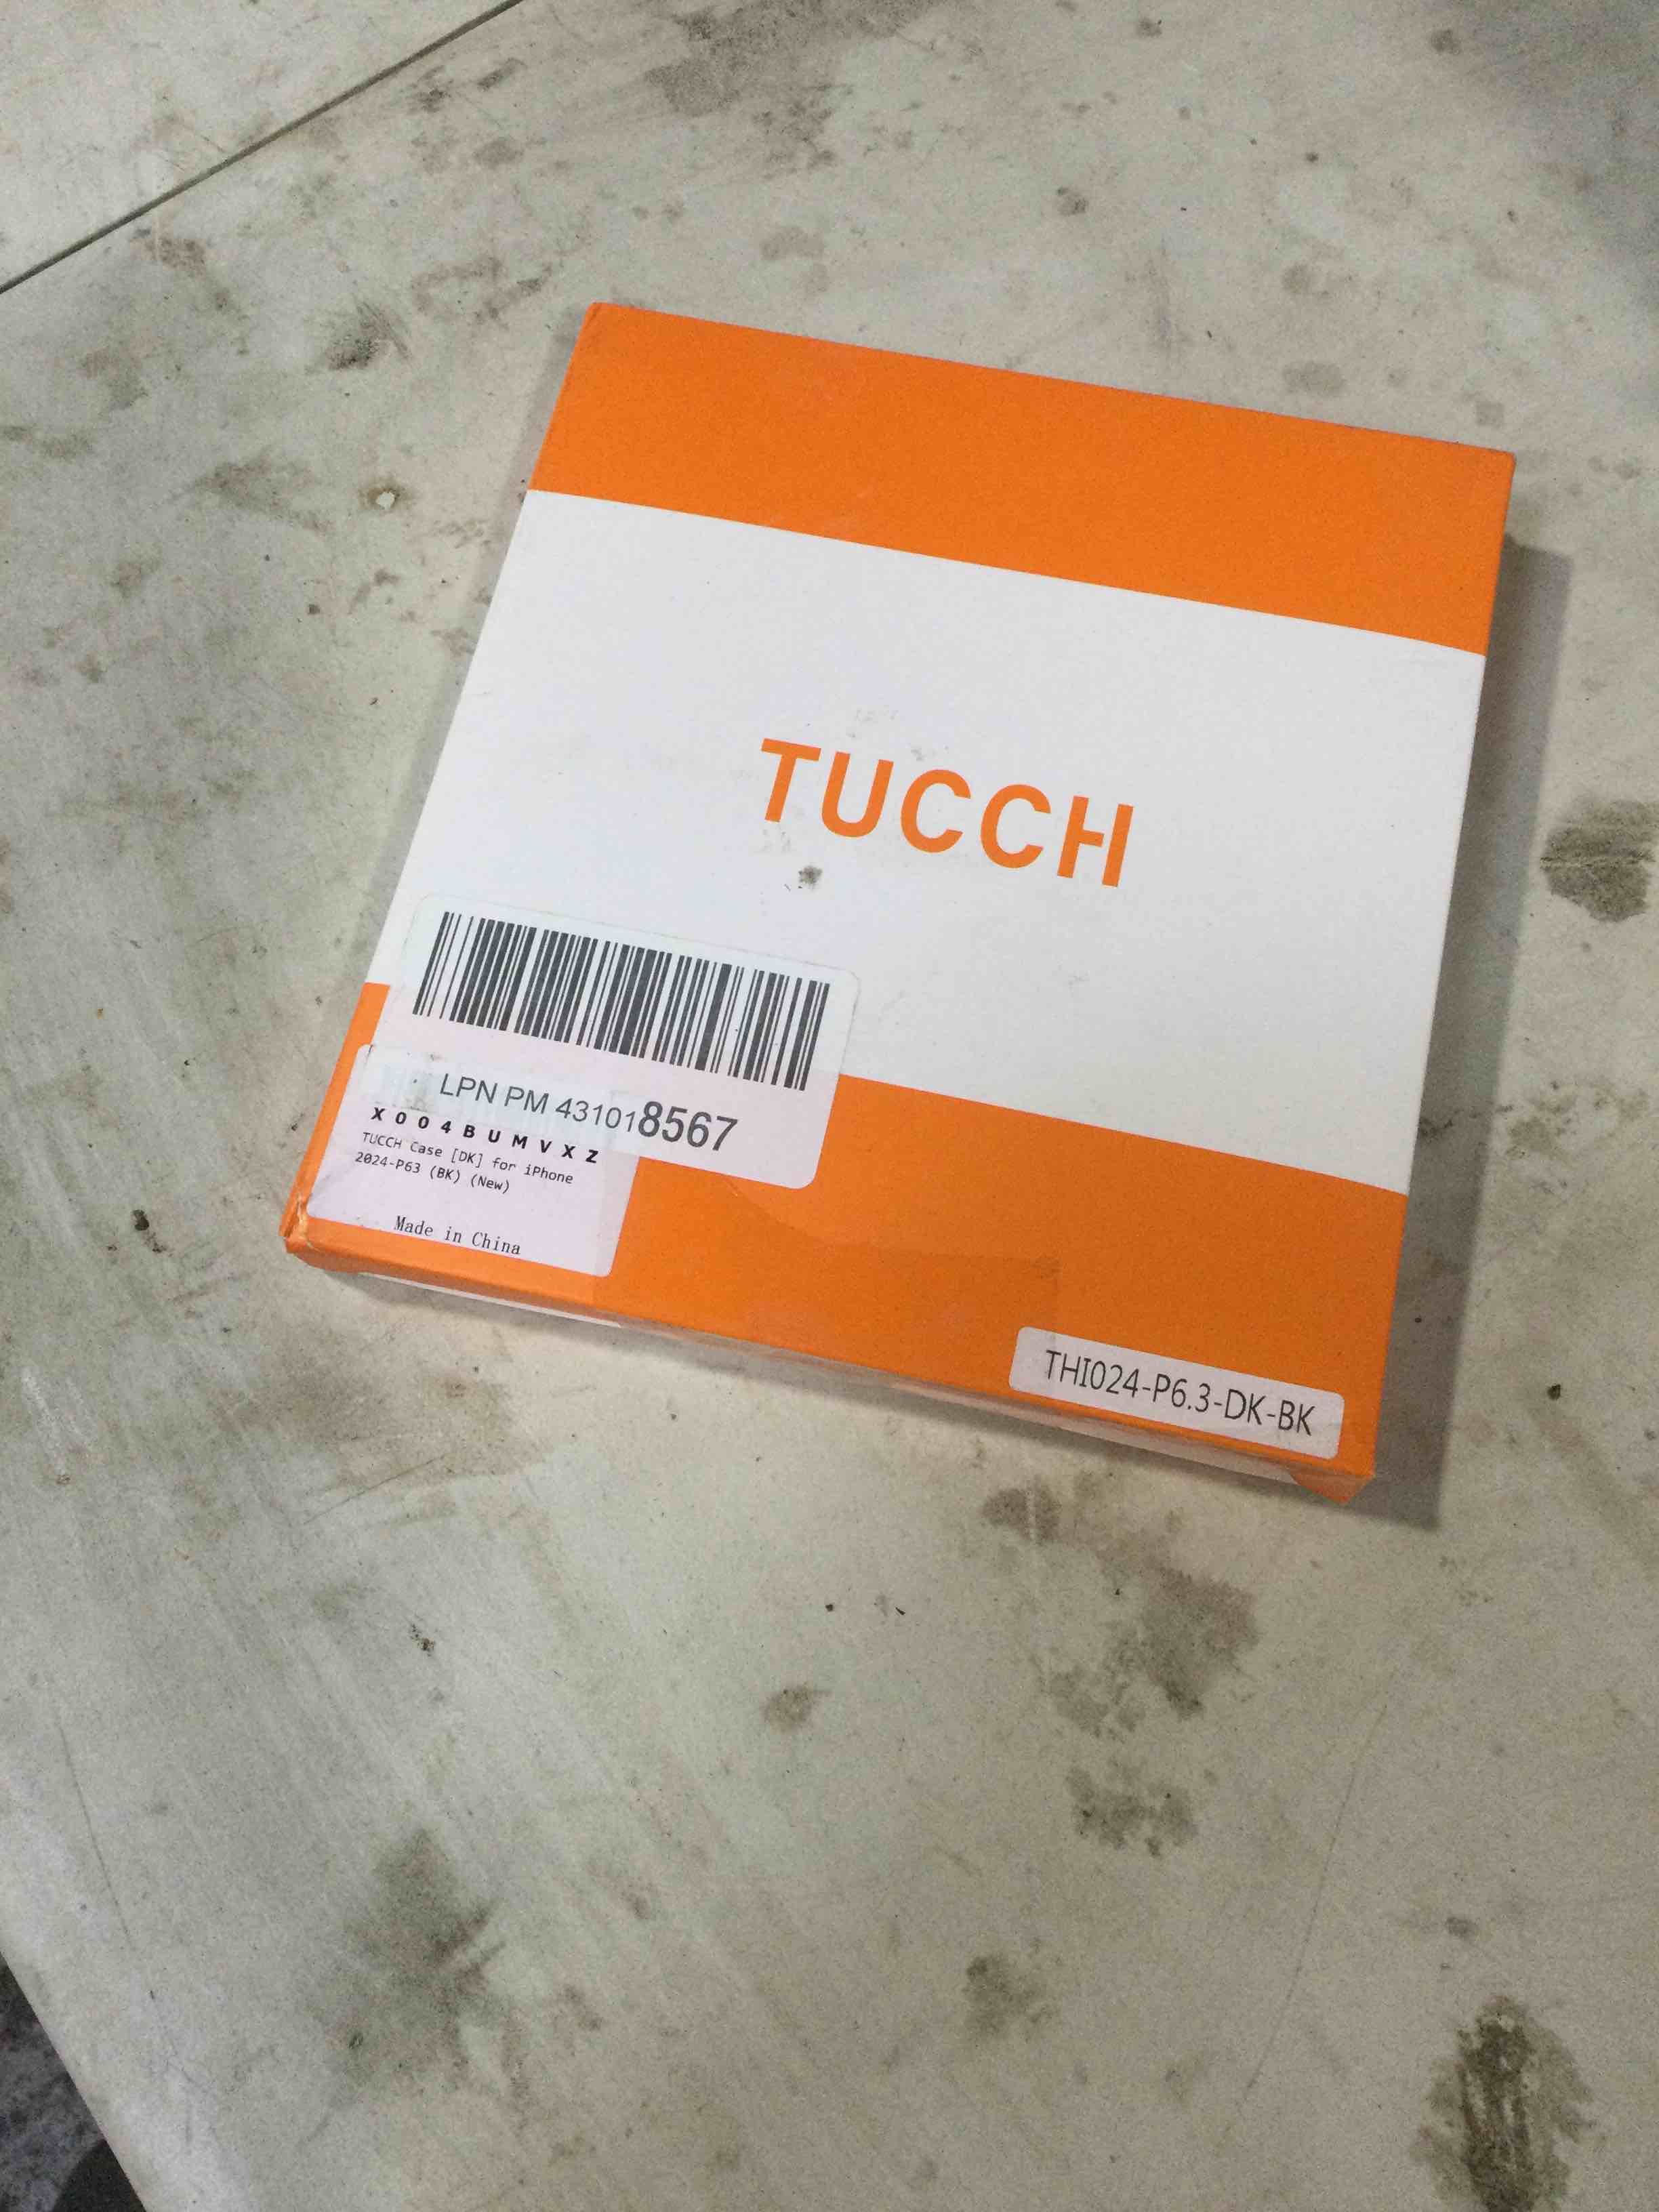 TUCCH
LPN PM 431018567
X004BUMVXZ
TUCCH Case [DK] for iPhone
2024-P63 (BK) (New)
Made in China
THI024-P6.3-DK-BK